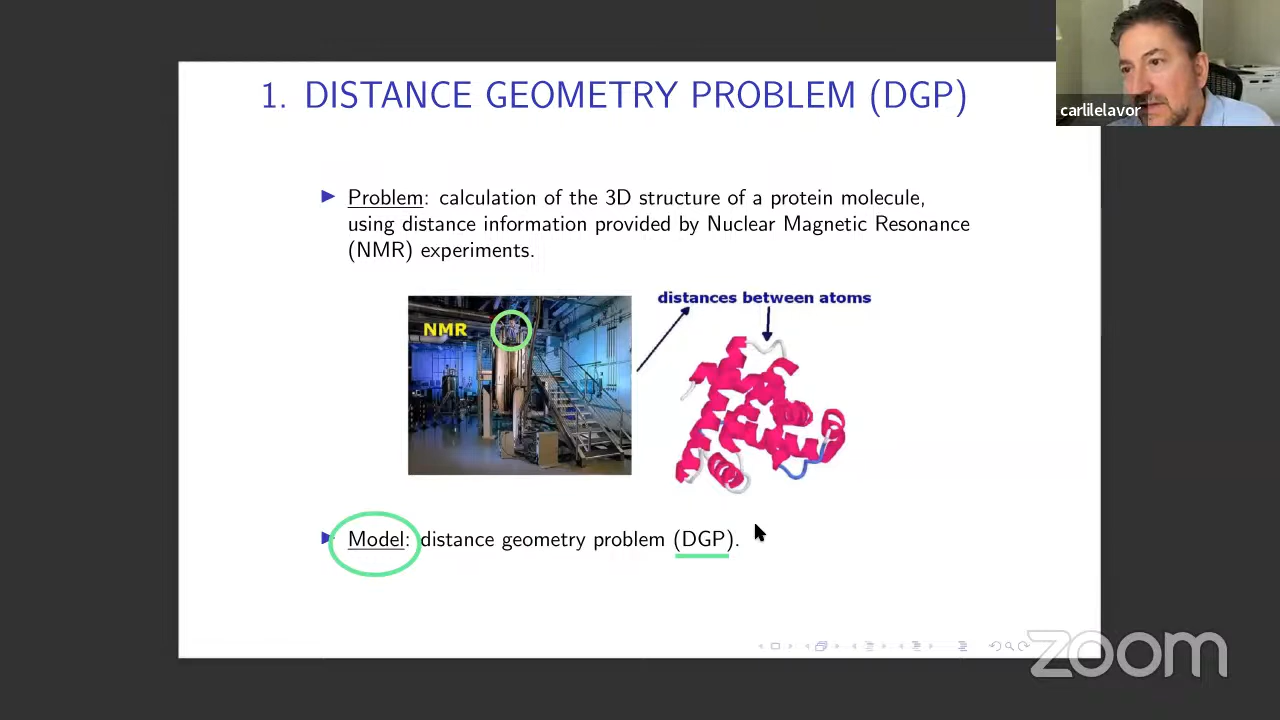 1. DISTANCE GEOMETRY PROBLEM (DGP)
carlilelavor
Problem: calculation of the 3D structure of a protein molecule,
using distance information provided by Nuclear Magnetic Resonance
(NMR) experiments.
distances between atoms
NMR
Model: distance geometry problem (DGP).
zoom